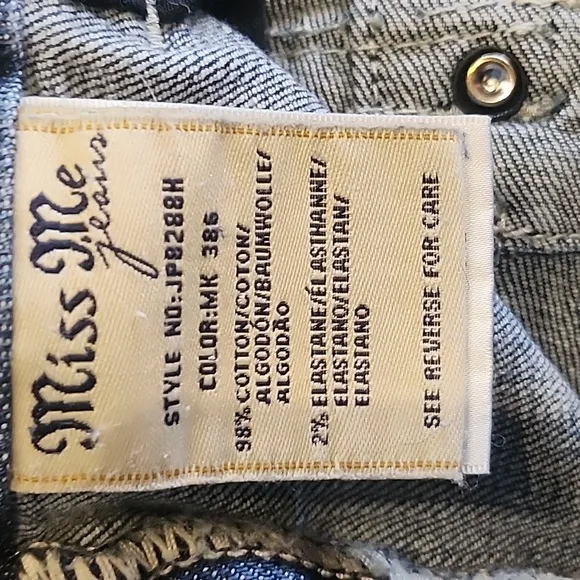 Miss Me
jeans
STYLE NO:JP8288H
COLOR:MK 386
98% COTTON/COTON/
ALGODÓN/BAUMWOLLE/
ALGODÃO
2% ELASTANE/ÉLASTHANNE/
ELASTANO/ELASTAN/
ELASTANO
SEE REVERSE FOR CARE